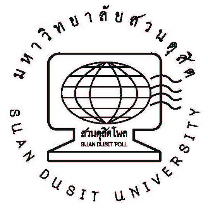 มหาวิทยาลัยสวนดุสิต
สวนดุสิตโพล
SUAN DUSIT POLL
SUAN DUSIT UNIVERSITY